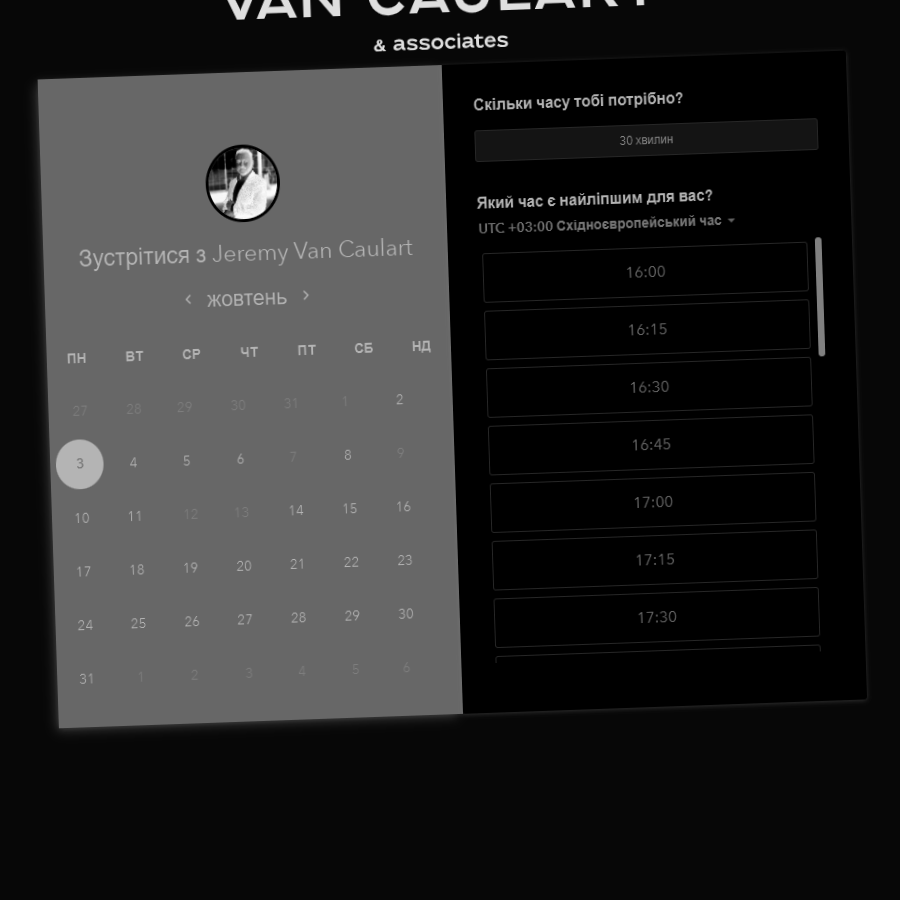 VAN CAULART
& associates
Зустрітися з Jeremy Van Caulart
‹ жовтень ›
ПН ВТ СР ЧТ ПТ СБ НД
27 28 29 30 31 1 2
3 4 5 6 7 8 9
10 11 12 13 14 15 16
17 18 19 20 21 22 23
24 25 26 27 28 29 30
31 1 2 3 4 5 6
Скільки часу тобі потрібно?
30 хвилин
Який час є найліпшим для вас?
UTC +03:00 Східноєвропейський час
16:00
16:15
16:30
16:45
17:00
17:15
17:30